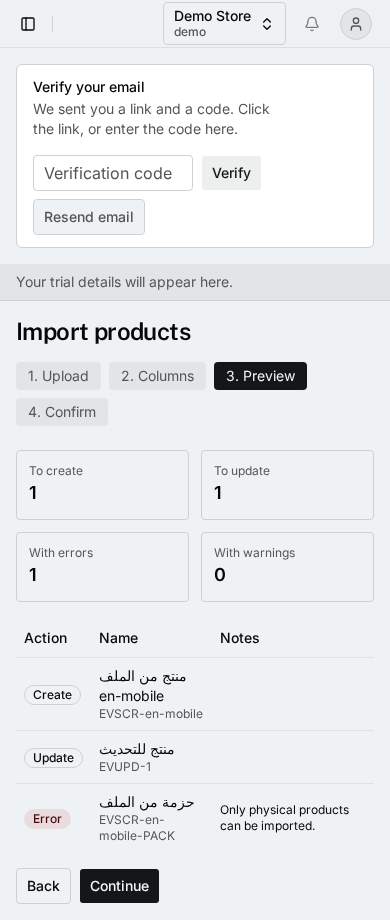 Demo Store
demo
Verify your email
We sent you a link and a code. Click
the link, or enter the code here.
Verification code
Verify
Resend email
Your trial details will appear here.
Import products
1. Upload
2. Columns
3. Preview
4. Confirm
To create
1
To update
1
With errors
1
With warnings
0
Action
Name
Notes
Create
منتج من الملف
en-mobile
EVSCR-en-mobile
Update
منتج للتحديث
EVUPD-1
Error
حزمة من الملف
EVSCR-en-
mobile-PACK
Only physical products
can be imported.
Back
Continue